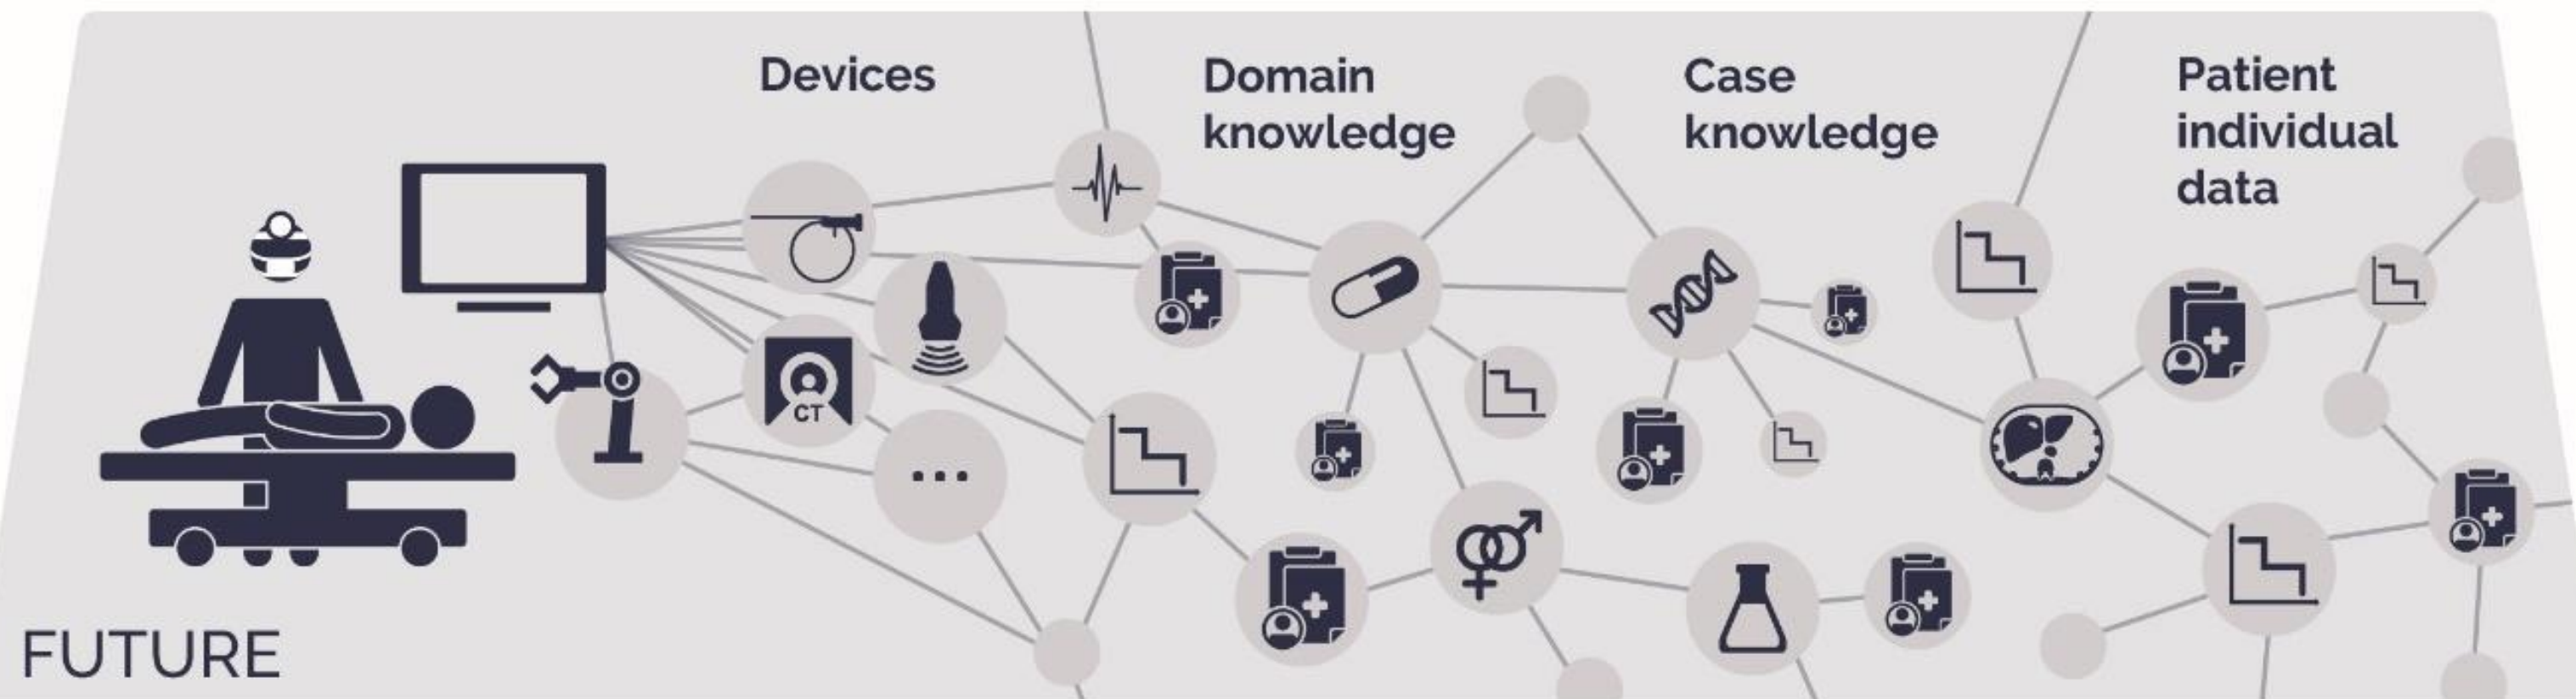 Devices
Domain
knowledge
Case
knowledge
Patient
individual
data
CT
...
FUTURE